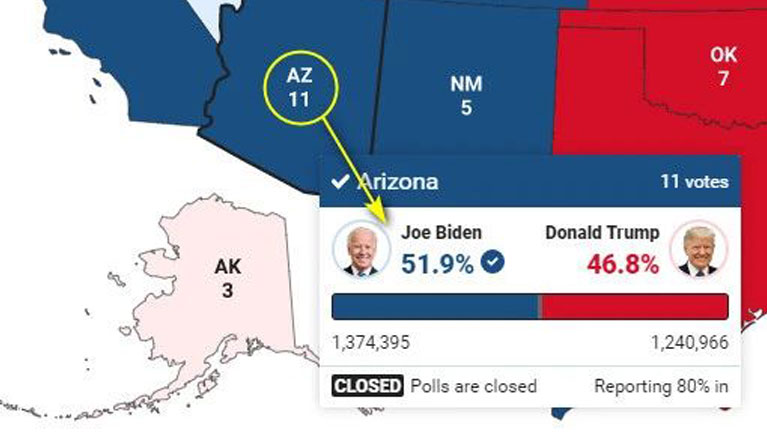 AZ
11
NM
5
OK
7
AK
3
Arizona
11 votes
Joe Biden
Donald Trump
51.9%
46.8%
1,374,395
1,240,966
CLOSED Polls are closed
Reporting 80% in